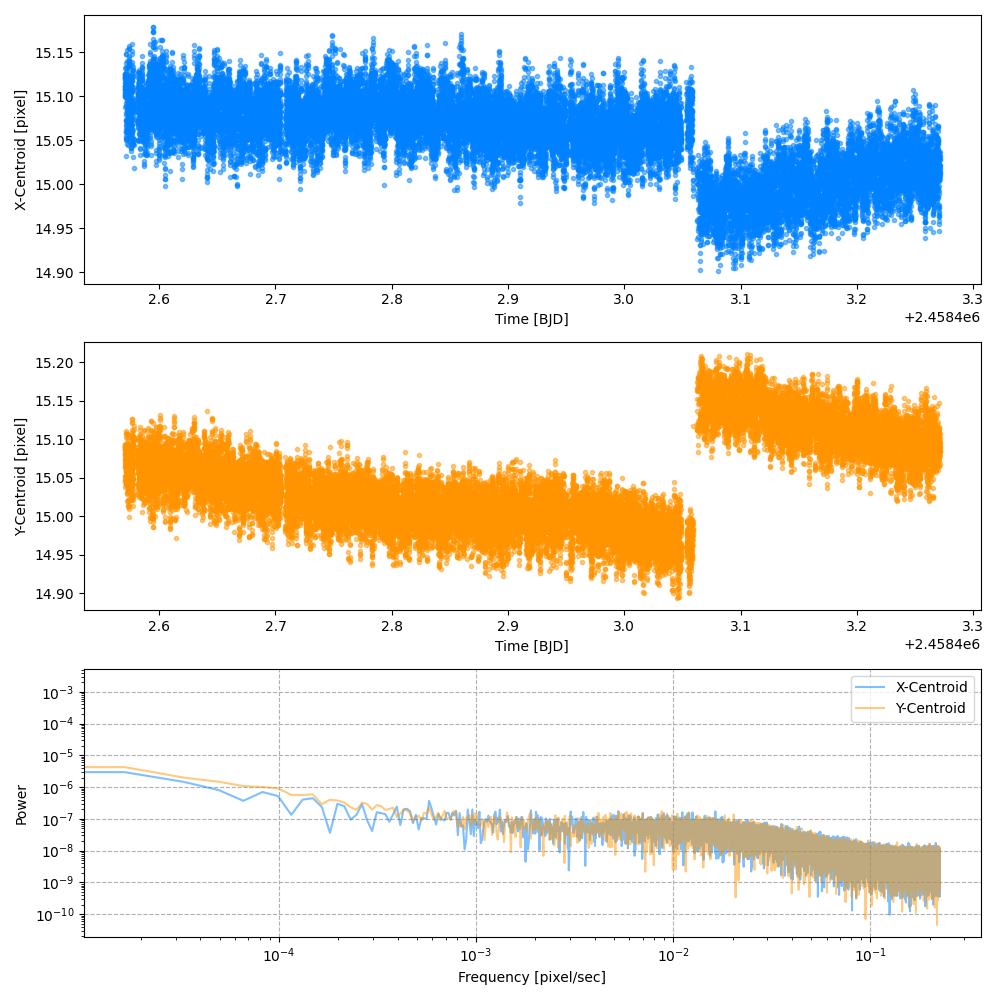 15.15
15.10
15.05
15.00
14.95
14.90
X-Centroid [pixel]
2.6 2.7 2.8 2.9 3.0 3.1 3.2 3.3
Time [BJD]
+2.4584e6
15.20
15.15
15.10
15.05
15.00
14.95
14.90
Y-Centroid [pixel]
2.6 2.7 2.8 2.9 3.0 3.1 3.2 3.3
Time [BJD]
+2.4584e6
X-Centroid
Y-Centroid
10⁻³
10⁻⁴
10⁻⁵
10⁻⁶
10⁻⁷
10⁻⁸
10⁻⁹
10⁻¹⁰
Power
10⁻⁴ 10⁻³ 10⁻² 10⁻¹
Frequency [pixel/sec]